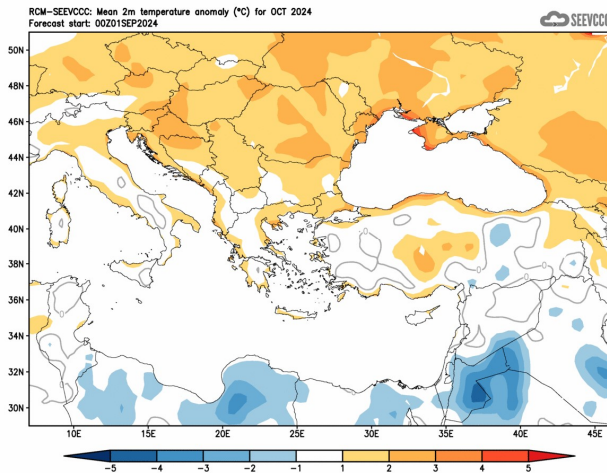 RCM-SEEVCCC: Mean 2m temperature anomaly (°C) for OCT 2024
Forecast start: 00Z01SEP2024
SEEVCCC
50N
48N
46N
44N
42N
40N
38N
36N
34N
32N
30N
10E 15E 20E 25E 30E 35E 40E 45E
-5 -4 -3 -2 -1 1 2 3 4 5